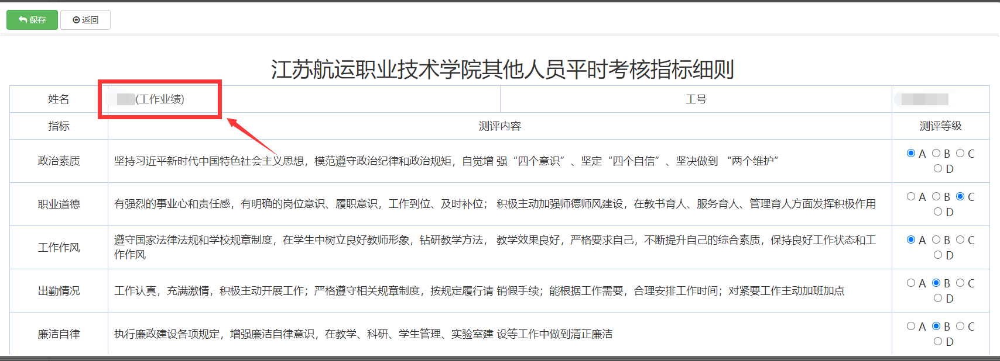 保存 返回
江苏航运职业技术学院其他人员平时考核指标细则
姓名 (工作业绩) 工号
指标 测评内容 测评等级
政治素质 坚持习近平新时代中国特色社会主义思想，模范遵守政治纪律和政治规矩，自觉增 强“四个意识”、坚定“四个自信”、坚决做到 “两个维护” A B C
D
职业道德 有强烈的事业心和责任感，有明确的岗位意识、履职意识，工作到位、及时补位； 积极主动加强师德师风建设，在教书育人、服务育人、管理育人方面发挥积极作用 A B C
D
工作作风 遵守国家法律法规和学校规章制度，在学生中树立良好教师形象，钻研教学方法， 教学效果良好，严格要求自己，不断提升自己的综合素质，保持良好工作状态和工 A B C
作作风 D
出勤情况 工作认真，充满激情，积极主动开展工作；严格遵守相关规章制度，按规定履行请 销假手续；能根据工作需要，合理安排工作时间；对紧要工作主动加班加点 A B C
D
廉洁自律 执行廉政建设各项规定，增强廉洁自律意识，在教学、科研、学生管理、实验室建 设等工作中做到清正廉洁 A B C
D